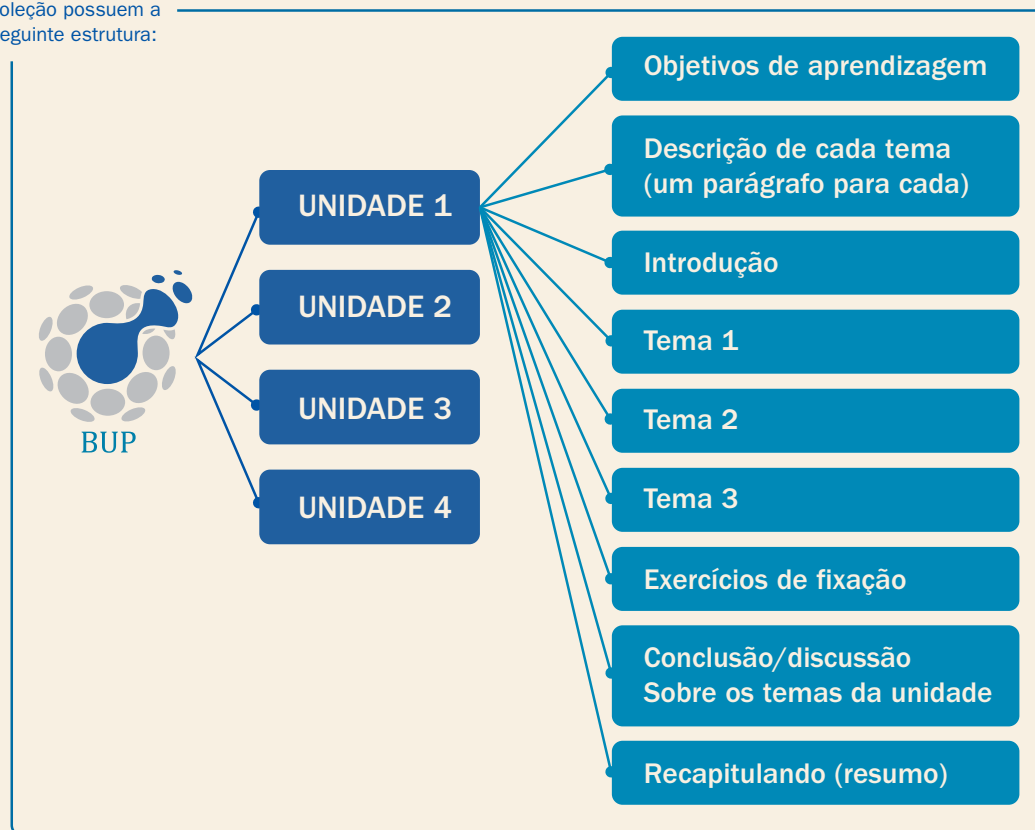 possuem a
estrutura:
Objetivos de aprendizagem
Descrição de cada tema
(um parágrafo para cada)
UNIDADE 1
Introdução
UNIDADE 2
Tema 1
Tema 2
UNIDADE 3
BUP
Tema 3
UNIDADE 4
Exercícios de fixação
Conclusão/discussão
Sobre os temas da unidade
Recapitulando (resumo)